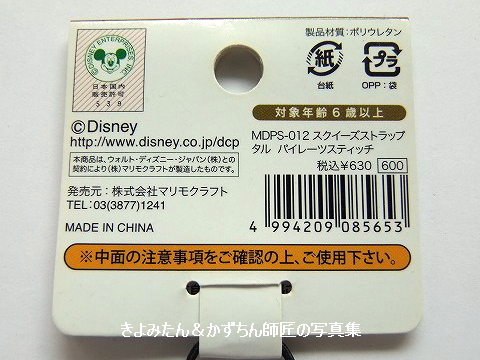 ©DISNEY ENTERPRISES, INC.
日本国内
販売許可
539
製品材質:ポリウレタン
紙
台紙
プラ
OPP:袋
対象年齢6歳以上
©Disney
http://www.disney.co.jp/dcp
MDPS-012 スクイーズストラップ
タル パイレーツスティッチ
税込¥630 600
本商品は、ウォルト・ディズニー・ジャパン(株)との
契約により(株)マリモクラフトが製造したものです。
発売元:株式会社マリモクラフト
TEL:03(3877)1241
MADE IN CHINA
4 994209 085653
※中面の注意事項をご確認の上、ご使用下さい。
きよみたん&かずちん師匠の写真集